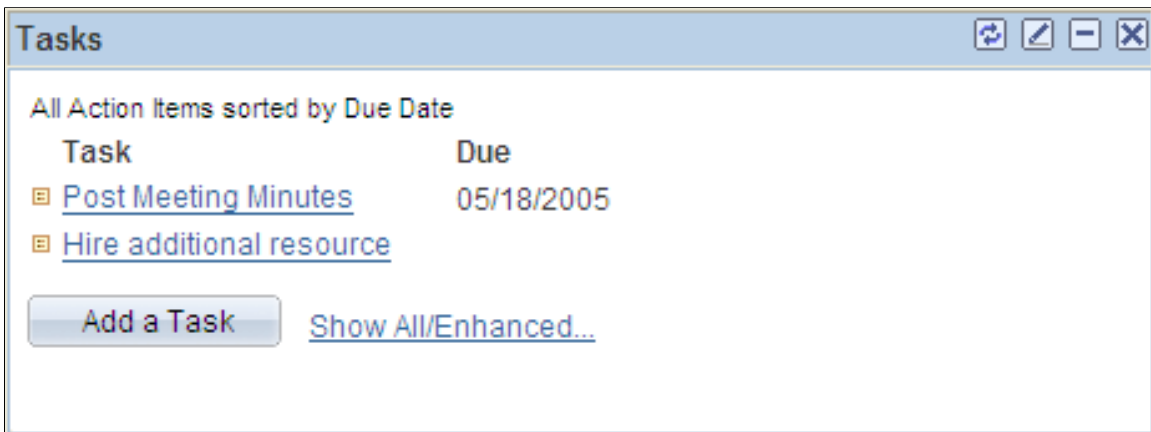 Tasks
All Action Items sorted by Due Date
Task Due
Post Meeting Minutes 05/18/2005
Hire additional resource
Add a Task Show All/Enhanced...